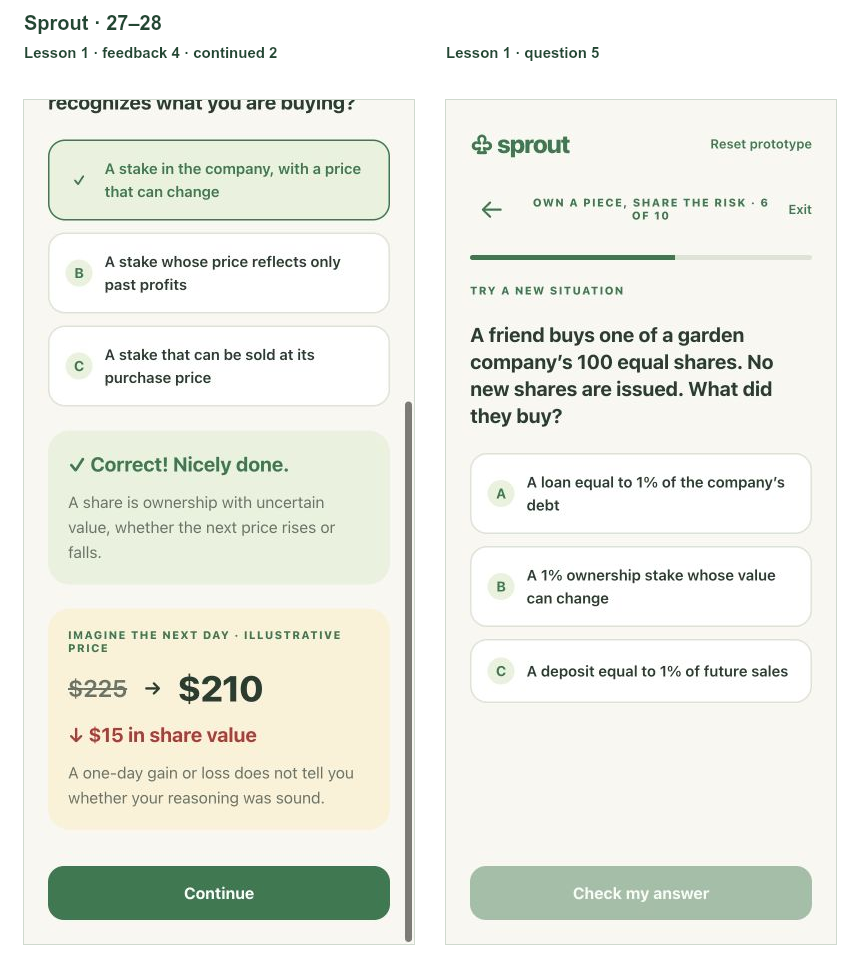 Sprout · 27–28
Lesson 1 · feedback 4 · continued 2
recognizes what you are buying?
A stake in the company, with a price
that can change
B
A stake whose price reflects only
past profits
C
A stake that can be sold at its
purchase price
✓ Correct! Nicely done.
A share is ownership with uncertain
value, whether the next price rises or
falls.
IMAGINE THE NEXT DAY · ILLUSTRATIVE
PRICE
$225 → $210
↓ $15 in share value
A one-day gain or loss does not tell you
whether your reasoning was sound.
Continue
Lesson 1 · question 5
sprout
Reset prototype
OWN A PIECE, SHARE THE RISK · 6
OF 10
Exit
TRY A NEW SITUATION
A friend buys one of a garden
company’s 100 equal shares. No
new shares are issued. What did
they buy?
A
A loan equal to 1% of the company’s
debt
B
A 1% ownership stake whose value
can change
C
A deposit equal to 1% of future sales
Check my answer